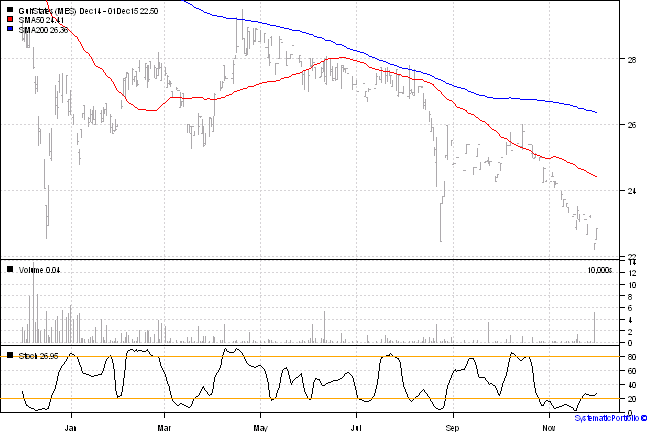 GulfStates (MES) Dec14 - 01Dec15 22.50
SMA50 24.41
SMA200 26.36
28
26
24
22
Volume 0.04
10,000s
14
12
10
8
6
4
2
0
Stoch 26.95
80
60
40
20
0
Jan Mar May Jul Sep Nov
SystematicPortfolio ©